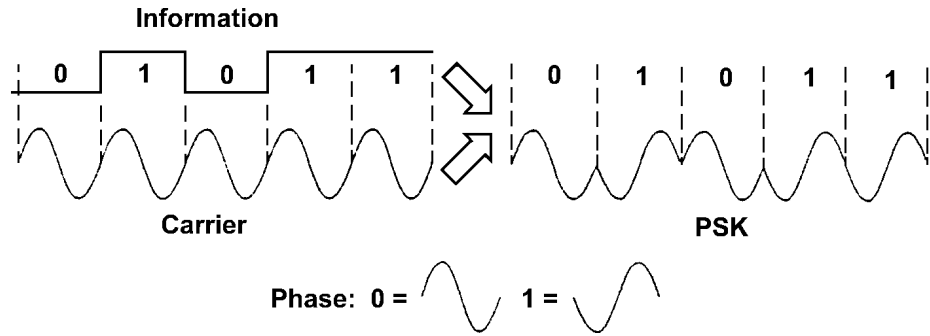 Information
0 1 0 1 1
0 1 0 1 1
Carrier
PSK
Phase: 0 = 1 =